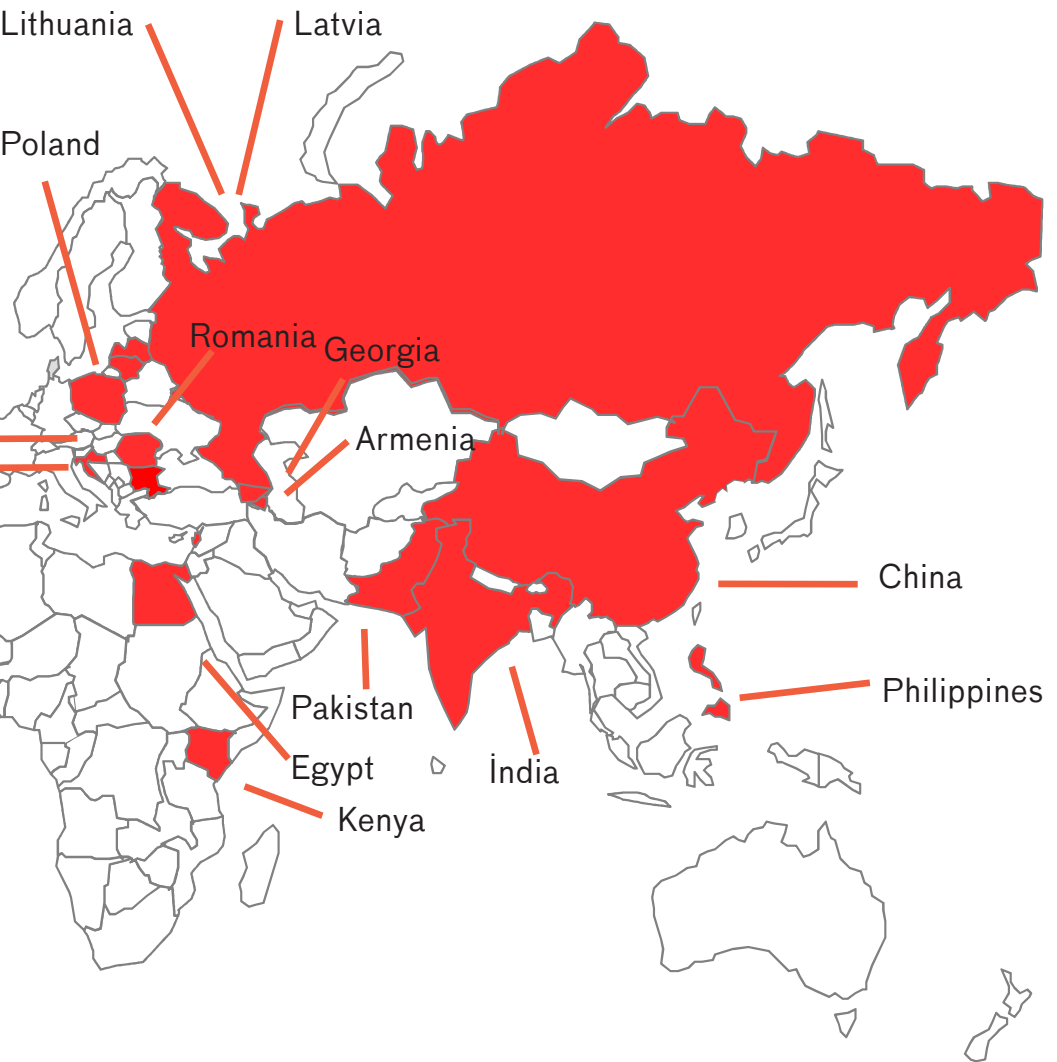 Lithuania
Latvia
Poland
Romania
Georgia
Armenia
China
Philippines
Pakistan
İndia
Egypt
Kenya